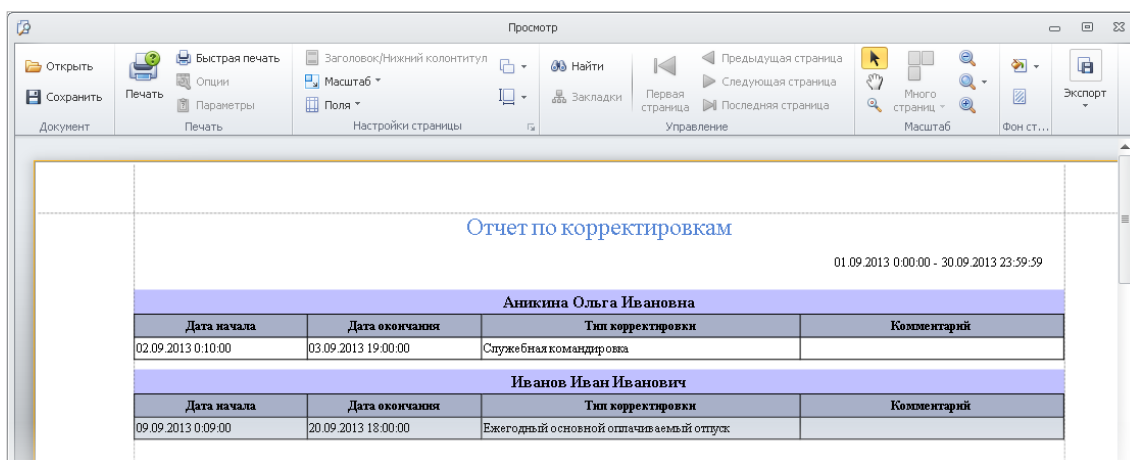 Просмотр
Открыть
Сохранить
Документ
Печать
Быстрая печать
Опции
Параметры
Печать
Заголовок/Нижний колонтитул
Масштаб
Поля
Настройки страницы
Найти
Закладки
Первая страница
Предыдущая страница
Следующая страница
Последняя страница
Управление
Много страниц
Масштаб
Фон ст...
Экспорт
Отчет по корректировкам
01.09.2013 0:00:00 - 30.09.2013 23:59:59
Аникина Ольга Ивановна
Дата начала Дата окончания Тип корректировки Комментарий
02.09.2013 0:10:00 03.09.2013 19:00:00 Служебная командировка
Иванов Иван Иванович
Дата начала Дата окончания Тип корректировки Комментарий
09.09.2013 0:09:00 20.09.2013 18:00:00 Ежегодный основной оплачиваемый отпуск